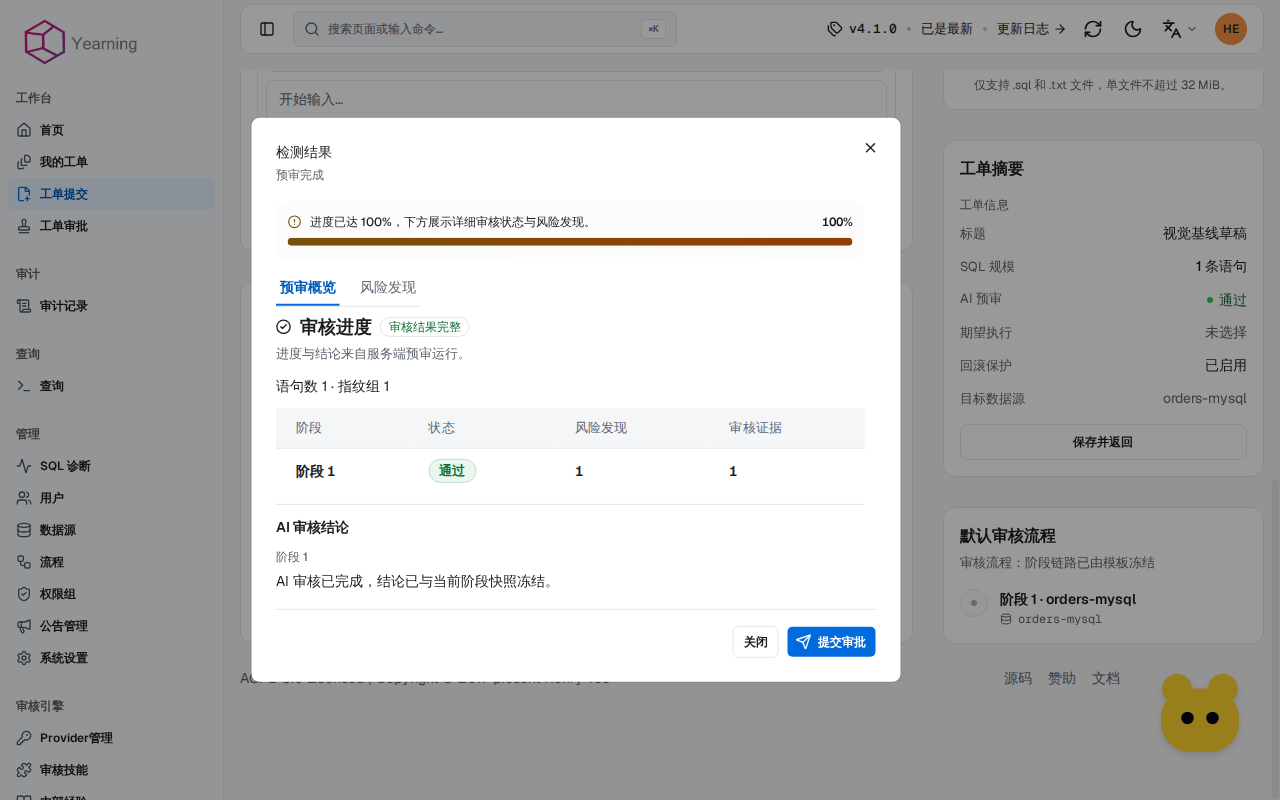 Yearning
搜索页面或输入命令…
⌘K
v4.1.0
已是最新
更新日志
HE
工作台
首页
我的工单
工单提交
工单审批
审计
审计记录
查询
查询
管理
SQL 诊断
用户
数据源
流程
权限组
公告管理
系统设置
审核引擎
Provider管理
审核技能
开始输入…
检测结果
预审完成
进度已达 100%，下方展示详细审核状态与风险发现。
100%
预审概览
风险发现
审核进度
审核结果完整
进度与结论来自服务端预审运行。
语句数 1 · 指纹组 1
阶段 状态 风险发现 审核证据
阶段 1 通过 1 1
AI 审核结论
阶段 1
AI 审核已完成，结论已与当前阶段快照冻结。
关闭
提交审批
仅支持 .sql 和 .txt 文件，单文件不超过 32 MiB。
工单摘要
工单信息
标题 视觉基线草稿
SQL 规模 1 条语句
AI 预审 通过
期望执行 未选择
回滚保护 已启用
目标数据源 orders-mysql
保存并返回
默认审核流程
审核流程：阶段链路已由模板冻结
阶段 1 · orders-mysql
orders-mysql
源码 赞助 文档